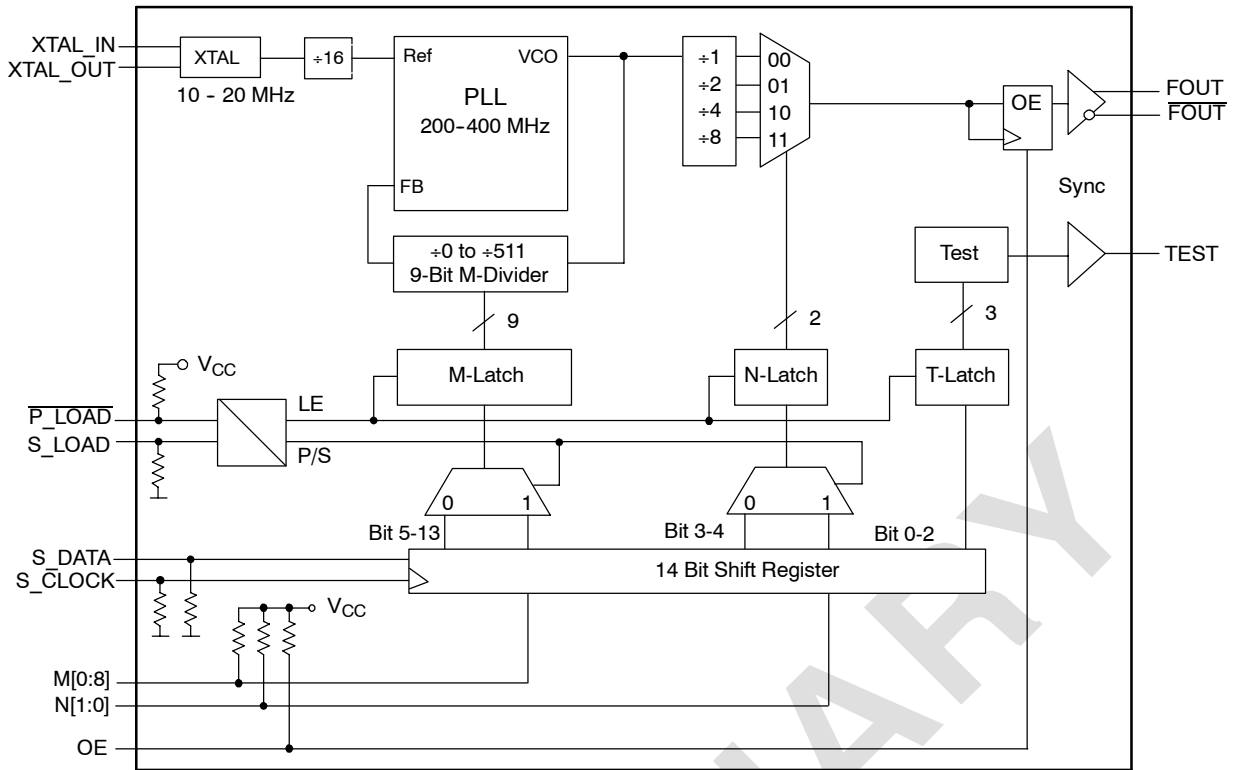 XTAL_IN
XTAL_OUT
XTAL
10 - 20 MHz
÷16
Ref
VCO
PLL
200-400 MHz
FB
÷1
÷2
÷4
÷8
00
01
10
11
OE
FOUT
FOUT
Sync
÷0 to ÷511
9-Bit M-Divider
Test
TEST
9
2
3
VCC
M-Latch
N-Latch
T-Latch
P_LOAD
S_LOAD
LE
P/S
0 1
0 1
Bit 5-13
Bit 3-4
Bit 0-2
S_DATA
S_CLOCK
14 Bit Shift Register
VCC
M[0:8]
N[1:0]
OE